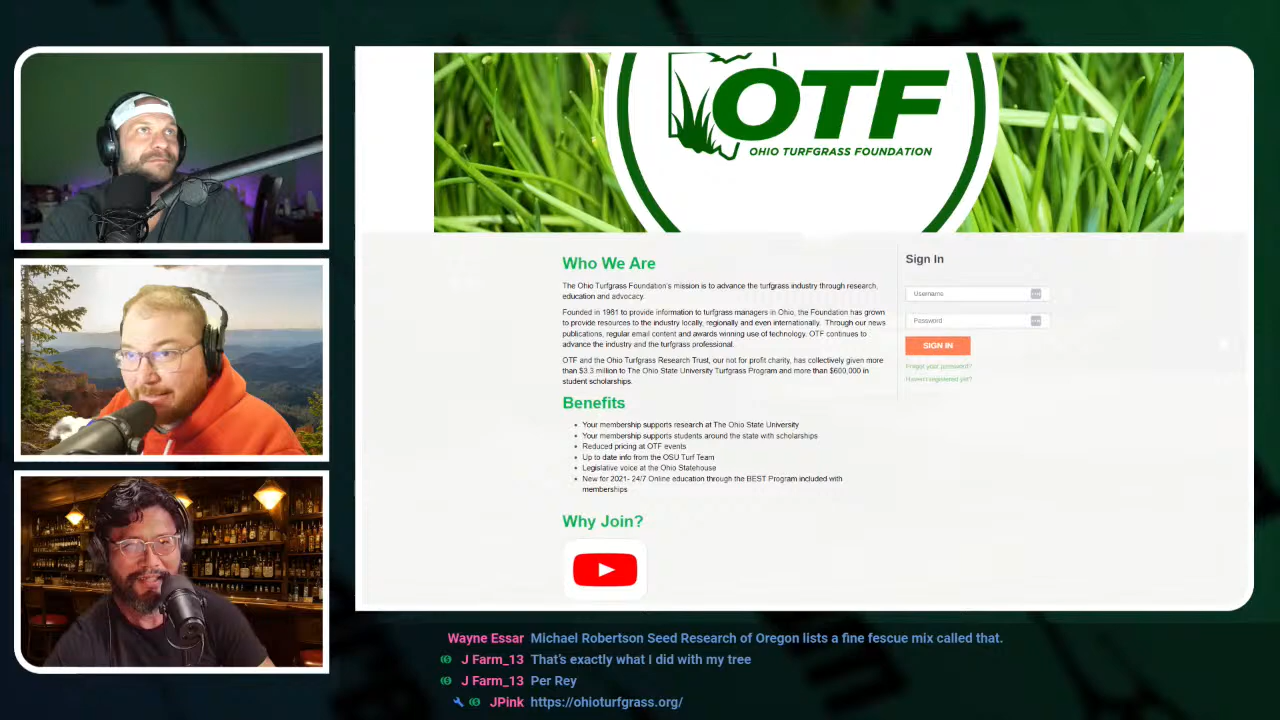 OTF
OHIO TURFGRASS FOUNDATION
Who We Are
The Ohio Turfgrass Foundation's mission is to advance the turfgrass industry through research,
education and advocacy.
Founded in 1961 to provide information to turfgrass managers in Ohio, the Foundation has grown
to provide resources to the industry locally, regionally and even internationally. Through our news
publications, regular email content and awards winning use of technology. OTF continues to
advance the industry and the turfgrass professional.
OTF and the Ohio Turfgrass Research Trust, our not for profit charity, has collectively given more
than $3.3 million to The Ohio State University Turfgrass Program and more than $600,000 in
student scholarships.
Benefits
Your membership supports research at The Ohio State University
Your membership supports students around the state with scholarships
Reduced pricing at OTF events
Up to date info from the OSU Turf Team
Legislative voice at the Ohio Statehouse
New for 2021- 24/7 Online education through the BEST Program included with
memberships
Why Join?
Sign In
Username
Password
SIGN IN
Forgot your password?
Haven't registered yet?
Wayne Essar Michael Robertson Seed Research of Oregon lists a fine fescue mix called that.
J Farm_13 That's exactly what I did with my tree
J Farm_13 Per Rey
JPink https://ohioturfgrass.org/